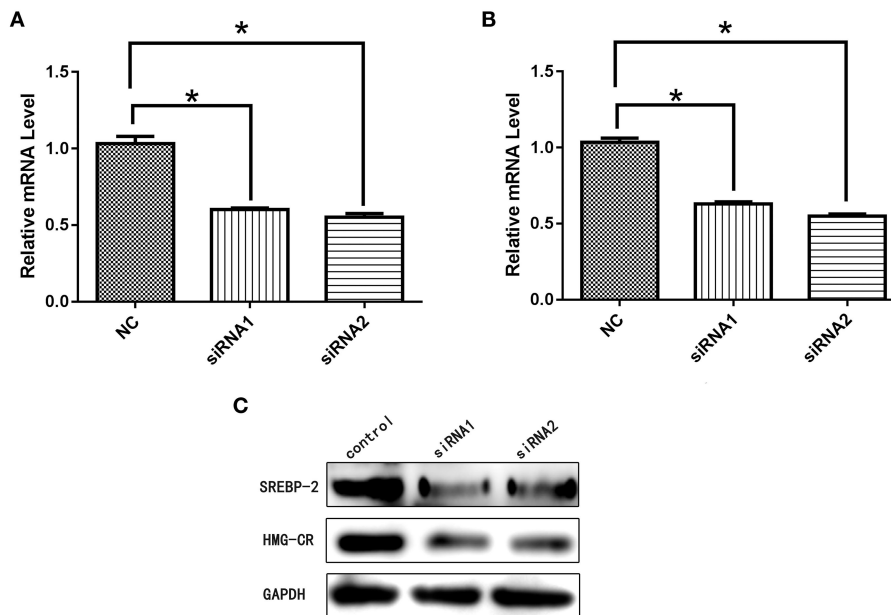 A
B
*
*
*
*
Relative mRNA Level
1.5
1.0
0.5
0.0
NC
siRNA1
siRNA2
Relative mRNA Level
1.5
1.0
0.5
0.0
NC
siRNA1
siRNA2
C
control
siRNA1
siRNA2
SREBP-2
HMG-CR
GAPDH